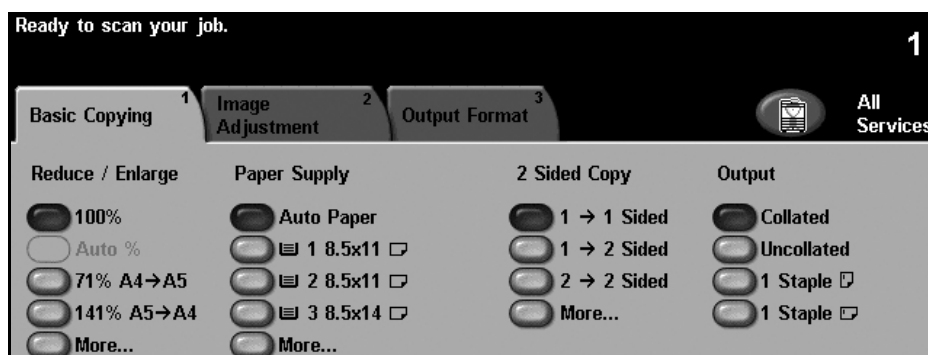 Ready to scan your job.
1
Basic Copying 1
Image Adjustment 2
Output Format 3
All Services
Reduce / Enlarge
100%
Auto %
71% A4→A5
141% A5→A4
More...
Paper Supply
Auto Paper
1 8.5x11
2 8.5x11
3 8.5x14
More...
2 Sided Copy
1 → 1 Sided
1 → 2 Sided
2 → 2 Sided
More...
Output
Collated
Uncollated
1 Staple
1 Staple